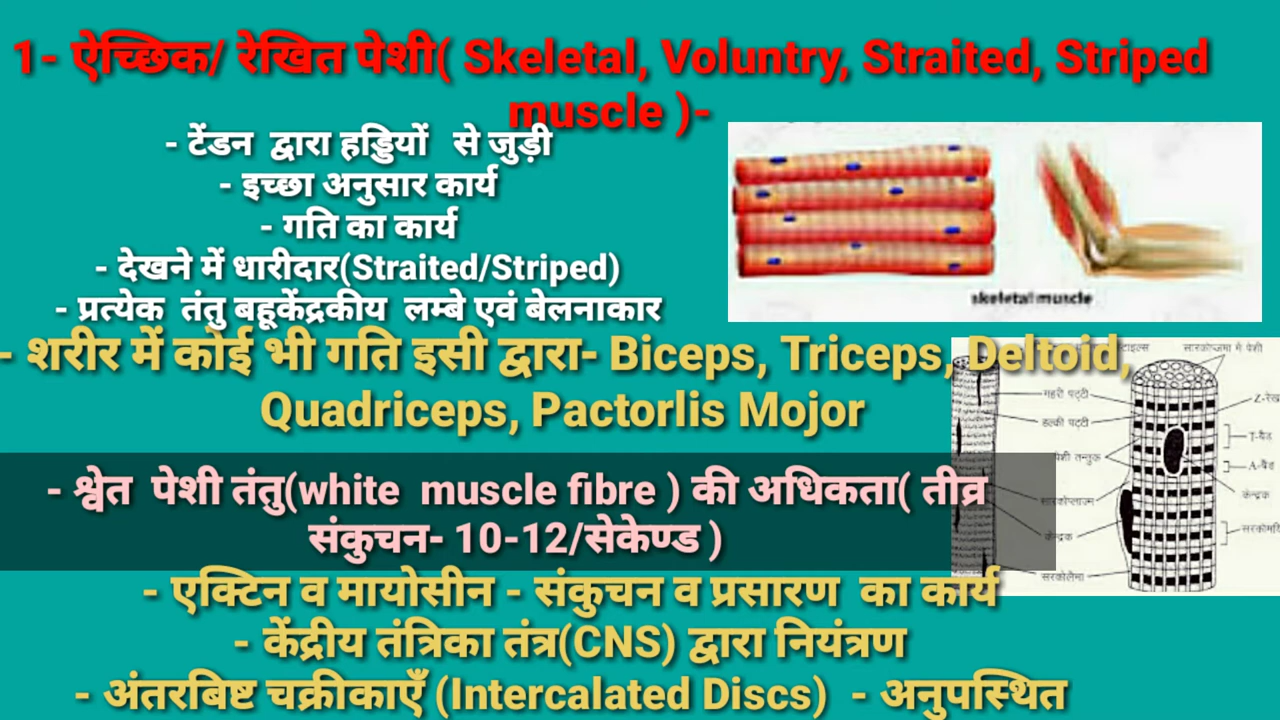 1- ऐच्छिक/ रेखित पेशी( Skeletal, Voluntry, Straited, Striped
muscle )-
- टेंडन द्वारा हड्डियों से जुड़ी
- इच्छा अनुसार कार्य
- गति का कार्य
- देखने में धारीदार(Straited/Striped)
- प्रत्येक तंतु बहूकेंद्रकीय लम्बे एवं बेलनाकार
skeletal muscle
- शरीर में कोई भी गति इसी द्वारा- Biceps, Triceps, Deltoid,
Quadriceps, Pactorlis Mojor
गहरी पट्टी
हल्की पट्टी
केन्द्रक
सारकोलैमा
A-बैंड
केन्द्रक
- श्वेत पेशी तंतु(white muscle fibre ) की अधिकता( तीव्र
संकुचन- 10-12/सेकेण्ड )
- एक्टिन व मायोसीन - संकुचन व प्रसारण का कार्य
- केंद्रीय तंत्रिका तंत्र(CNS) द्वारा नियंत्रण
- अंतरबिष्ट चक्रीकाएँ (Intercalated Discs) - अनुपस्थित